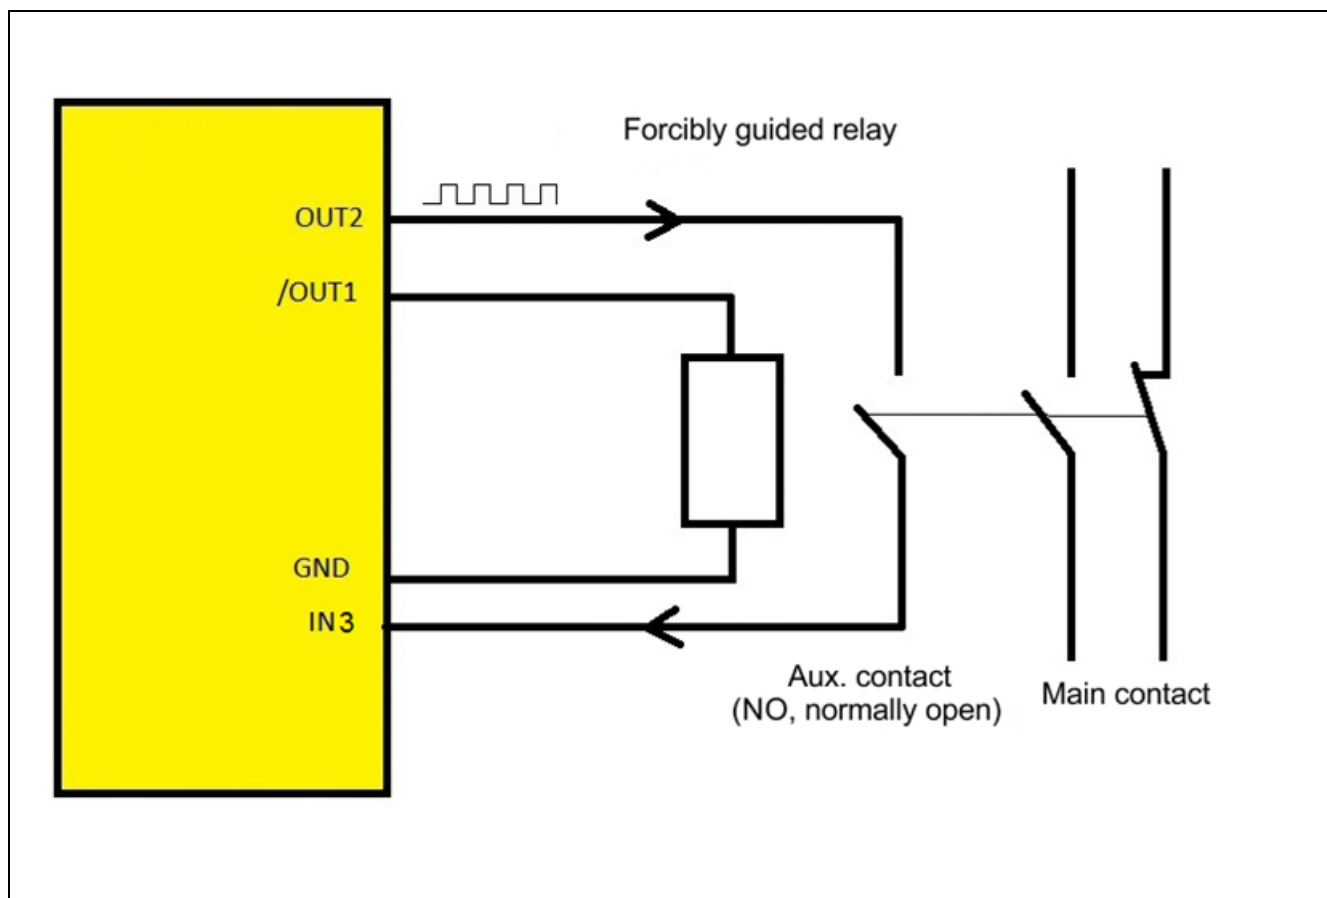 Forcibly guided relay
OUT2
/OUT1
GND
IN3
Aux. contact
(NO, normally open)
Main contact